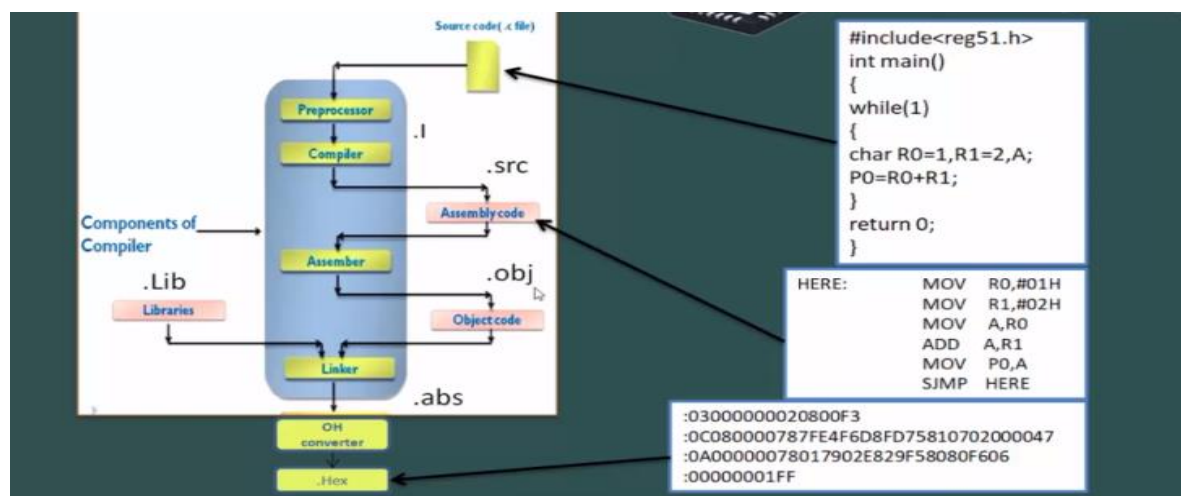 Source code( .c file)
Preprocessor
.I
Compiler
.src
Assembly code
Components of
Compiler
Assember
.obj
.Lib
Libraries
Object code
Linker
.abs
OH
converter
.Hex
#include<reg51.h>
int main()
{
while(1)
{
char R0=1,R1=2,A;
P0=R0+R1;
}
return 0;
}
HERE: MOV R0,#01H
MOV R1,#02H
MOV A,R0
ADD A,R1
MOV P0,A
SJMP HERE
:03000000020800F3
:0C080000787FE4F6D8FD75810702000047
:0A00000078017902E829F58080F606
:00000001FF